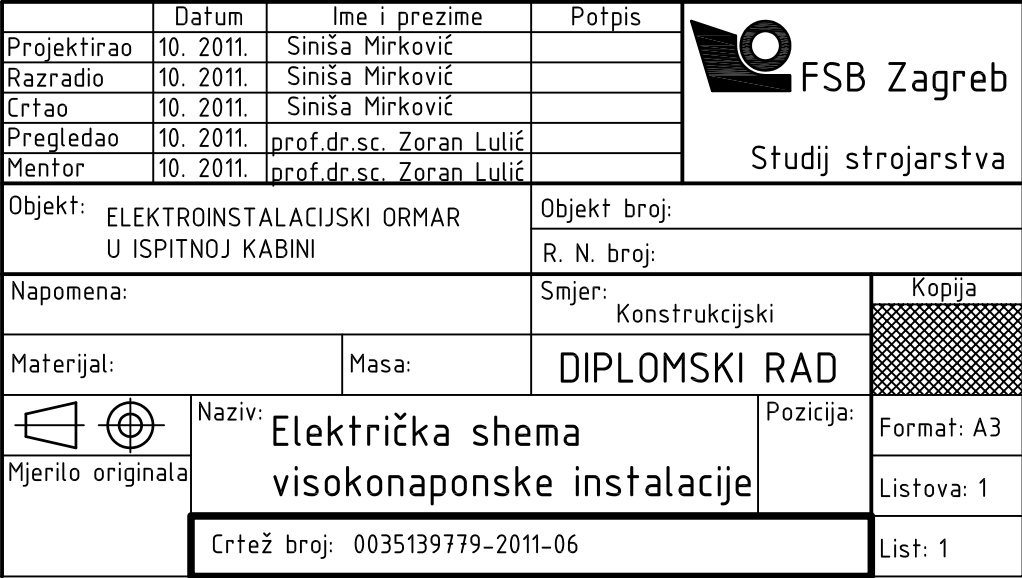 Datum Ime i prezime Potpis
Projektirao 10. 2011. Siniša Mirković
Razradio 10. 2011. Siniša Mirković
Crtao 10. 2011. Siniša Mirković
Pregledao 10. 2011. prof.dr.sc. Zoran Lulić
Mentor 10. 2011. prof.dr.sc. Zoran Lulić
FSB Zagreb
Studij strojarstva
Objekt: ELEKTROINSTALACIJSKI ORMAR
U ISPITNOJ KABINI
Objekt broj:
R. N. broj:
Napomena:
Smjer:
Konstrukcijski
Kopija
Materijal: Masa: DIPLOMSKI RAD
Naziv: Električka shema
visokonaponske instalacije
Pozicija:
Format: A3
Mjerilo originala
Listova: 1
Crtež broj: 0035139779-2011-06
List: 1